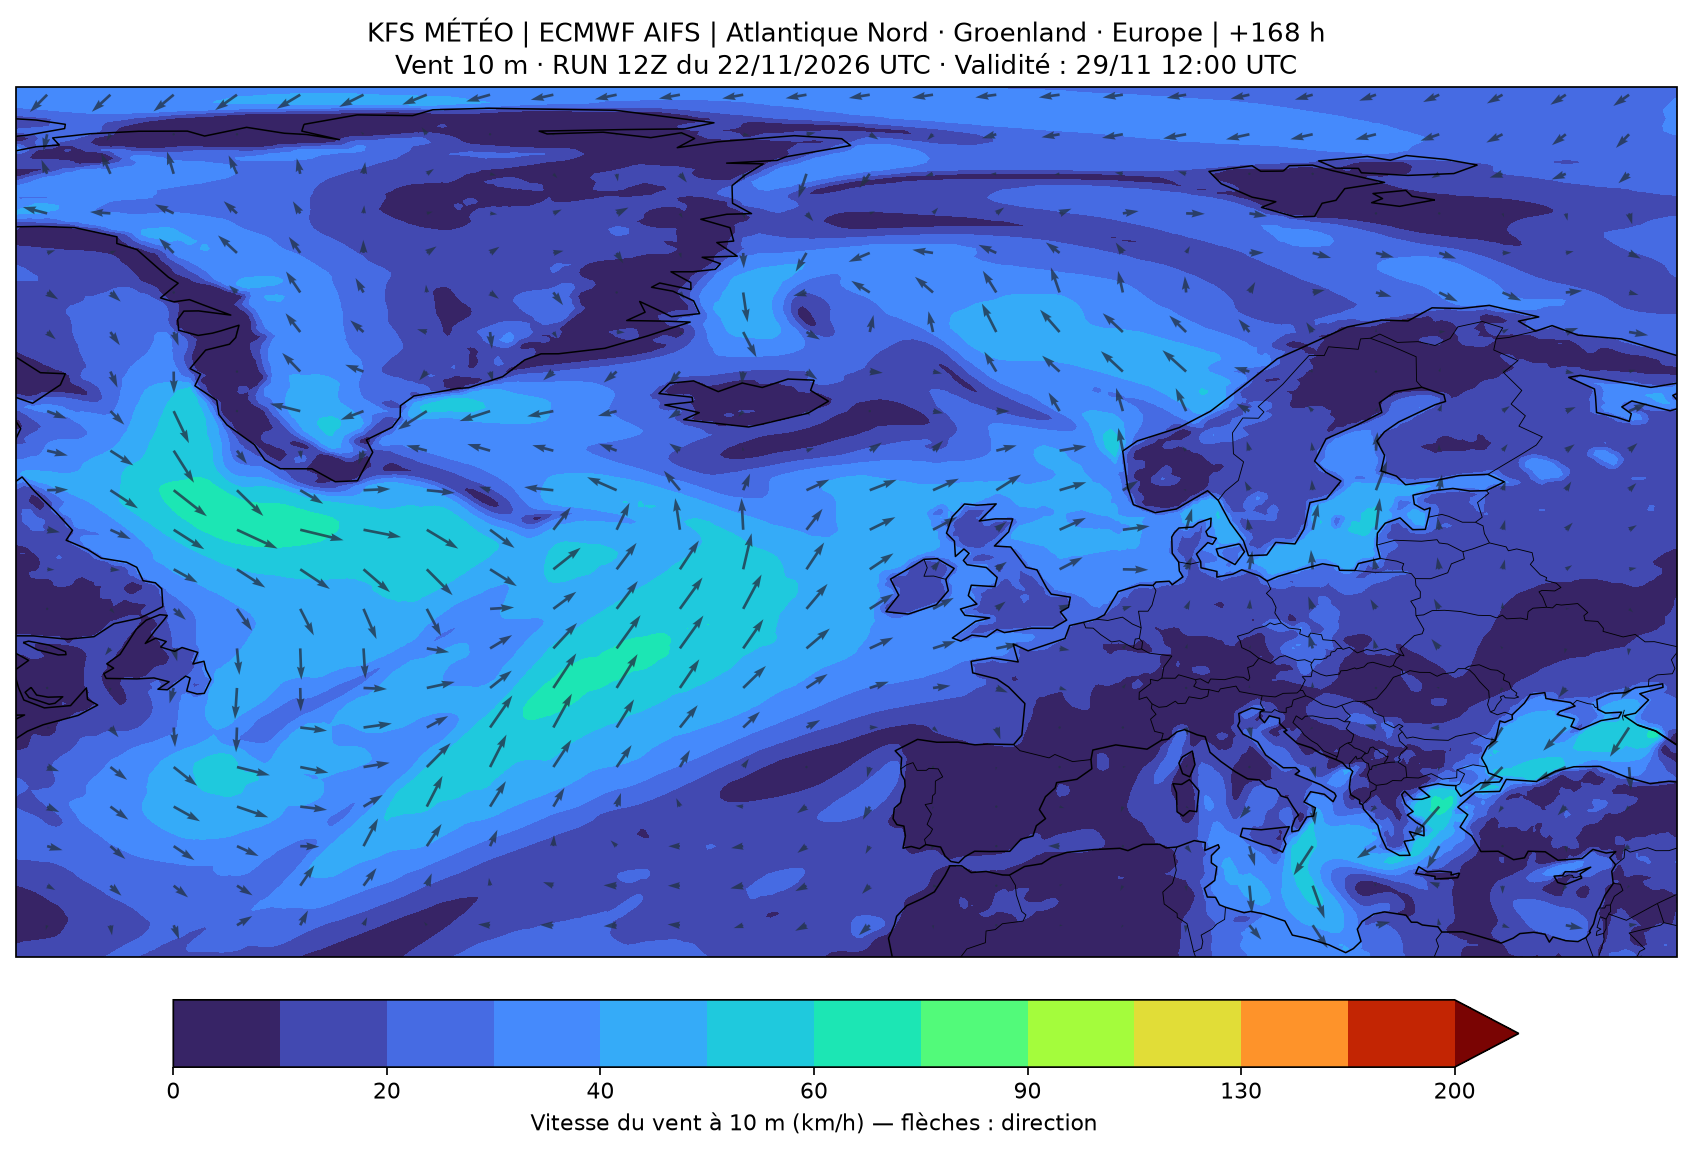 KFS MÉTÉO | ECMWF AIFS | Atlantique Nord · Groenland · Europe | +168 h
Vent 10 m · RUN 12Z du 22/11/2026 UTC · Validité : 29/11 12:00 UTC
0 20 40 60 90 130 200
Vitesse du vent à 10 m (km/h) — flèches : direction